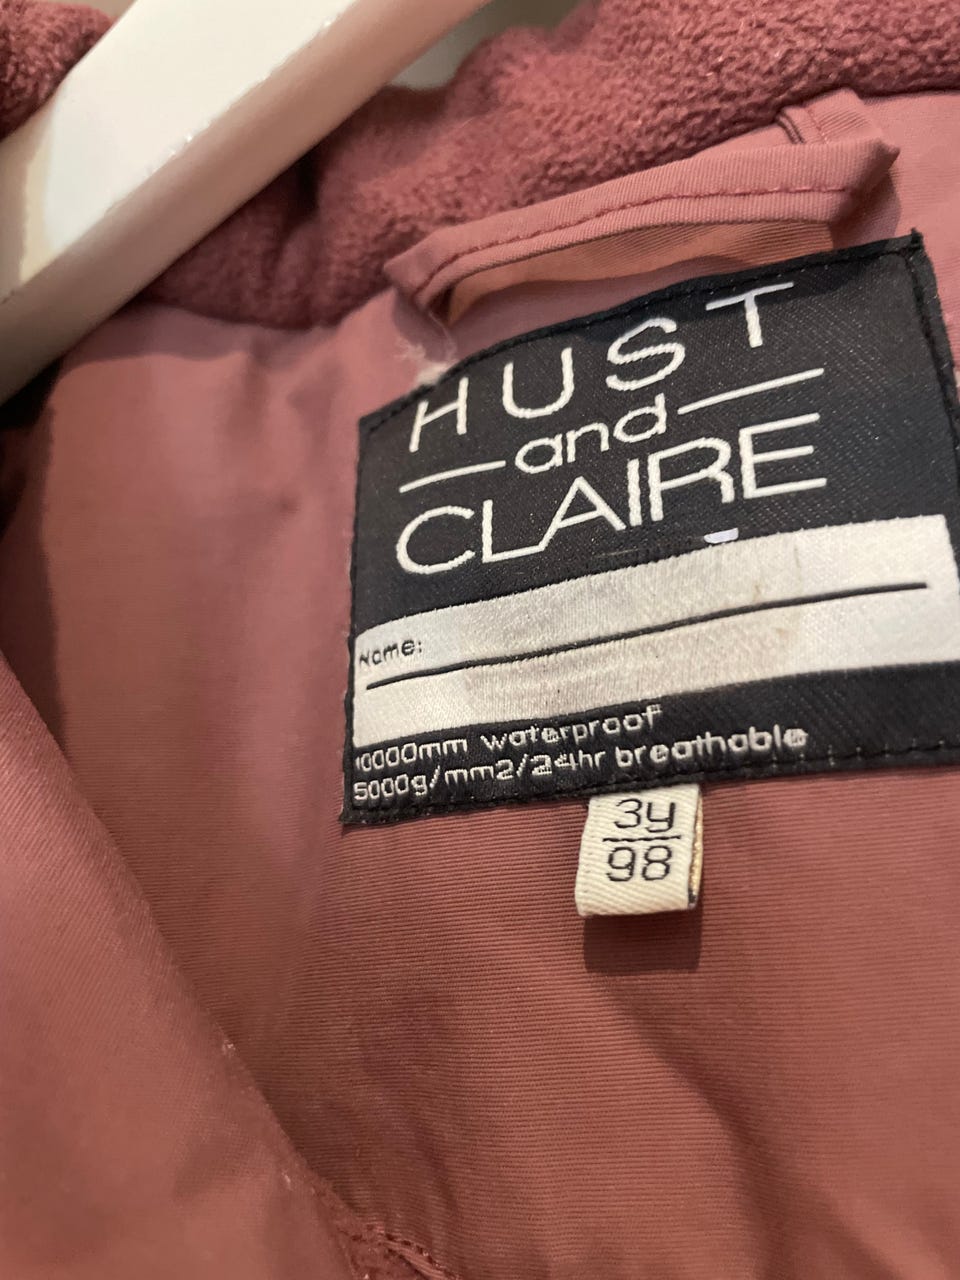 HUST
and
CLAIRE
Name:
10000mm waterproof
5000g/mm2/24hr breathable
3y
98